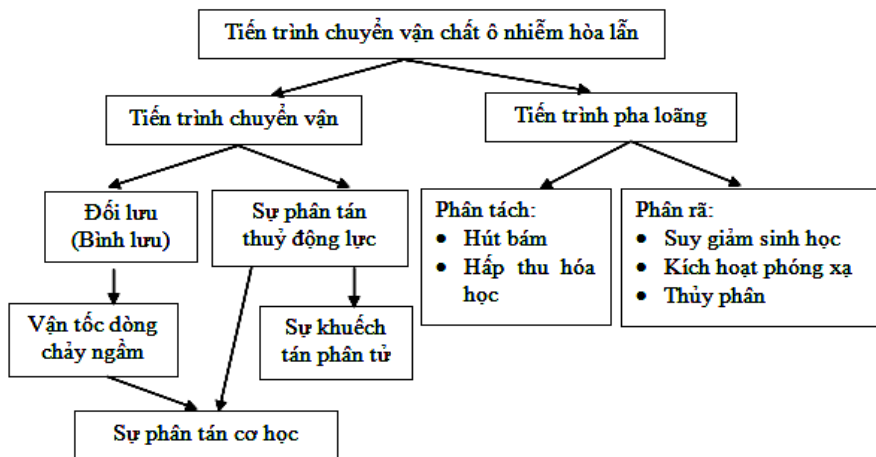 Tiến trình chuyển vận chất ô nhiễm hòa lẫn
Tiến trình chuyển vận
Tiến trình pha loãng
Đối lưu
(Bình lưu)
Sự phân tán
thuỷ động lực
Phân tách:
• Hút bám
• Hấp thu hóa
học
Phân rã:
• Suy giảm sinh học
• Kích hoạt phóng xạ
• Thủy phân
Vận tốc dòng
chảy ngầm
Sự khuếch
tán phân tử
Sự phân tán cơ học